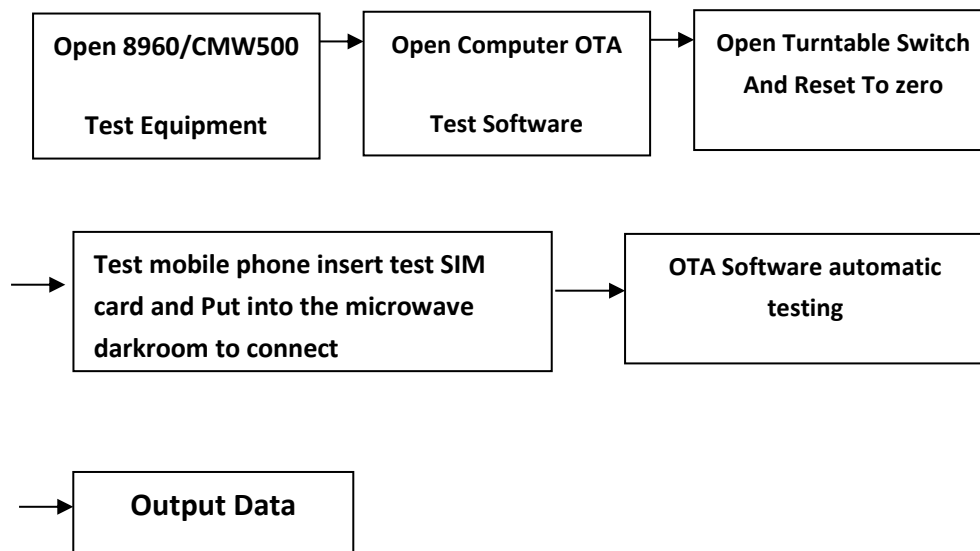 Open 8960/CMW500
Test Equipment
Open Computer OTA
Test Software
Open Turntable Switch
And Reset To zero
Test mobile phone insert test SIM
card and Put into the microwave
darkroom to connect
OTA Software automatic
testing
Output Data